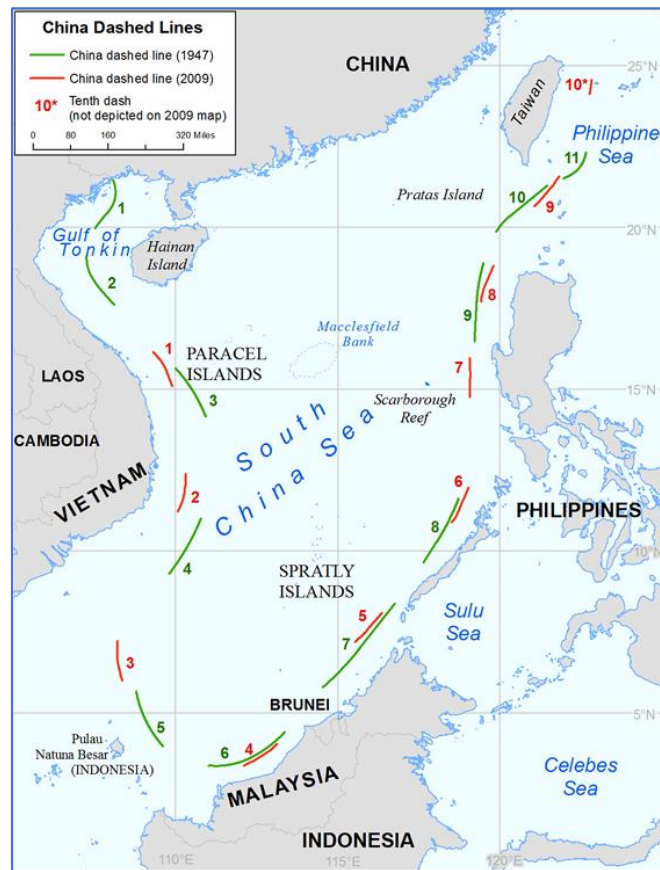 China Dashed Lines
China dashed line (1947)
China dashed line (2009)
10* Tenth dash
(not depicted on 2009 map)
0 80 160 320 Miles
CHINA
25°N
10*
Taiwan
Philippine
Sea
11
Pratas Island
10
9
1
Gulf of
Tonkin
Hainan
Island
20°N
2
8
9
Macclesfield
Bank
1
PARACEL
ISLANDS
7
LAOS
3
Scarborough
Reef
15°N
CAMBODIA
South
China Sea
VIETNAM
2
6
PHILIPPINES
8
10°N
4
SPRATLY
ISLANDS
5
Sulu
Sea
7
3
BRUNEI
5°N
5
Pulau
Natuna Besar
(INDONESIA)
6
4
MALAYSIA
Celebes
Sea
INDONESIA
110°E
115°E
120°E